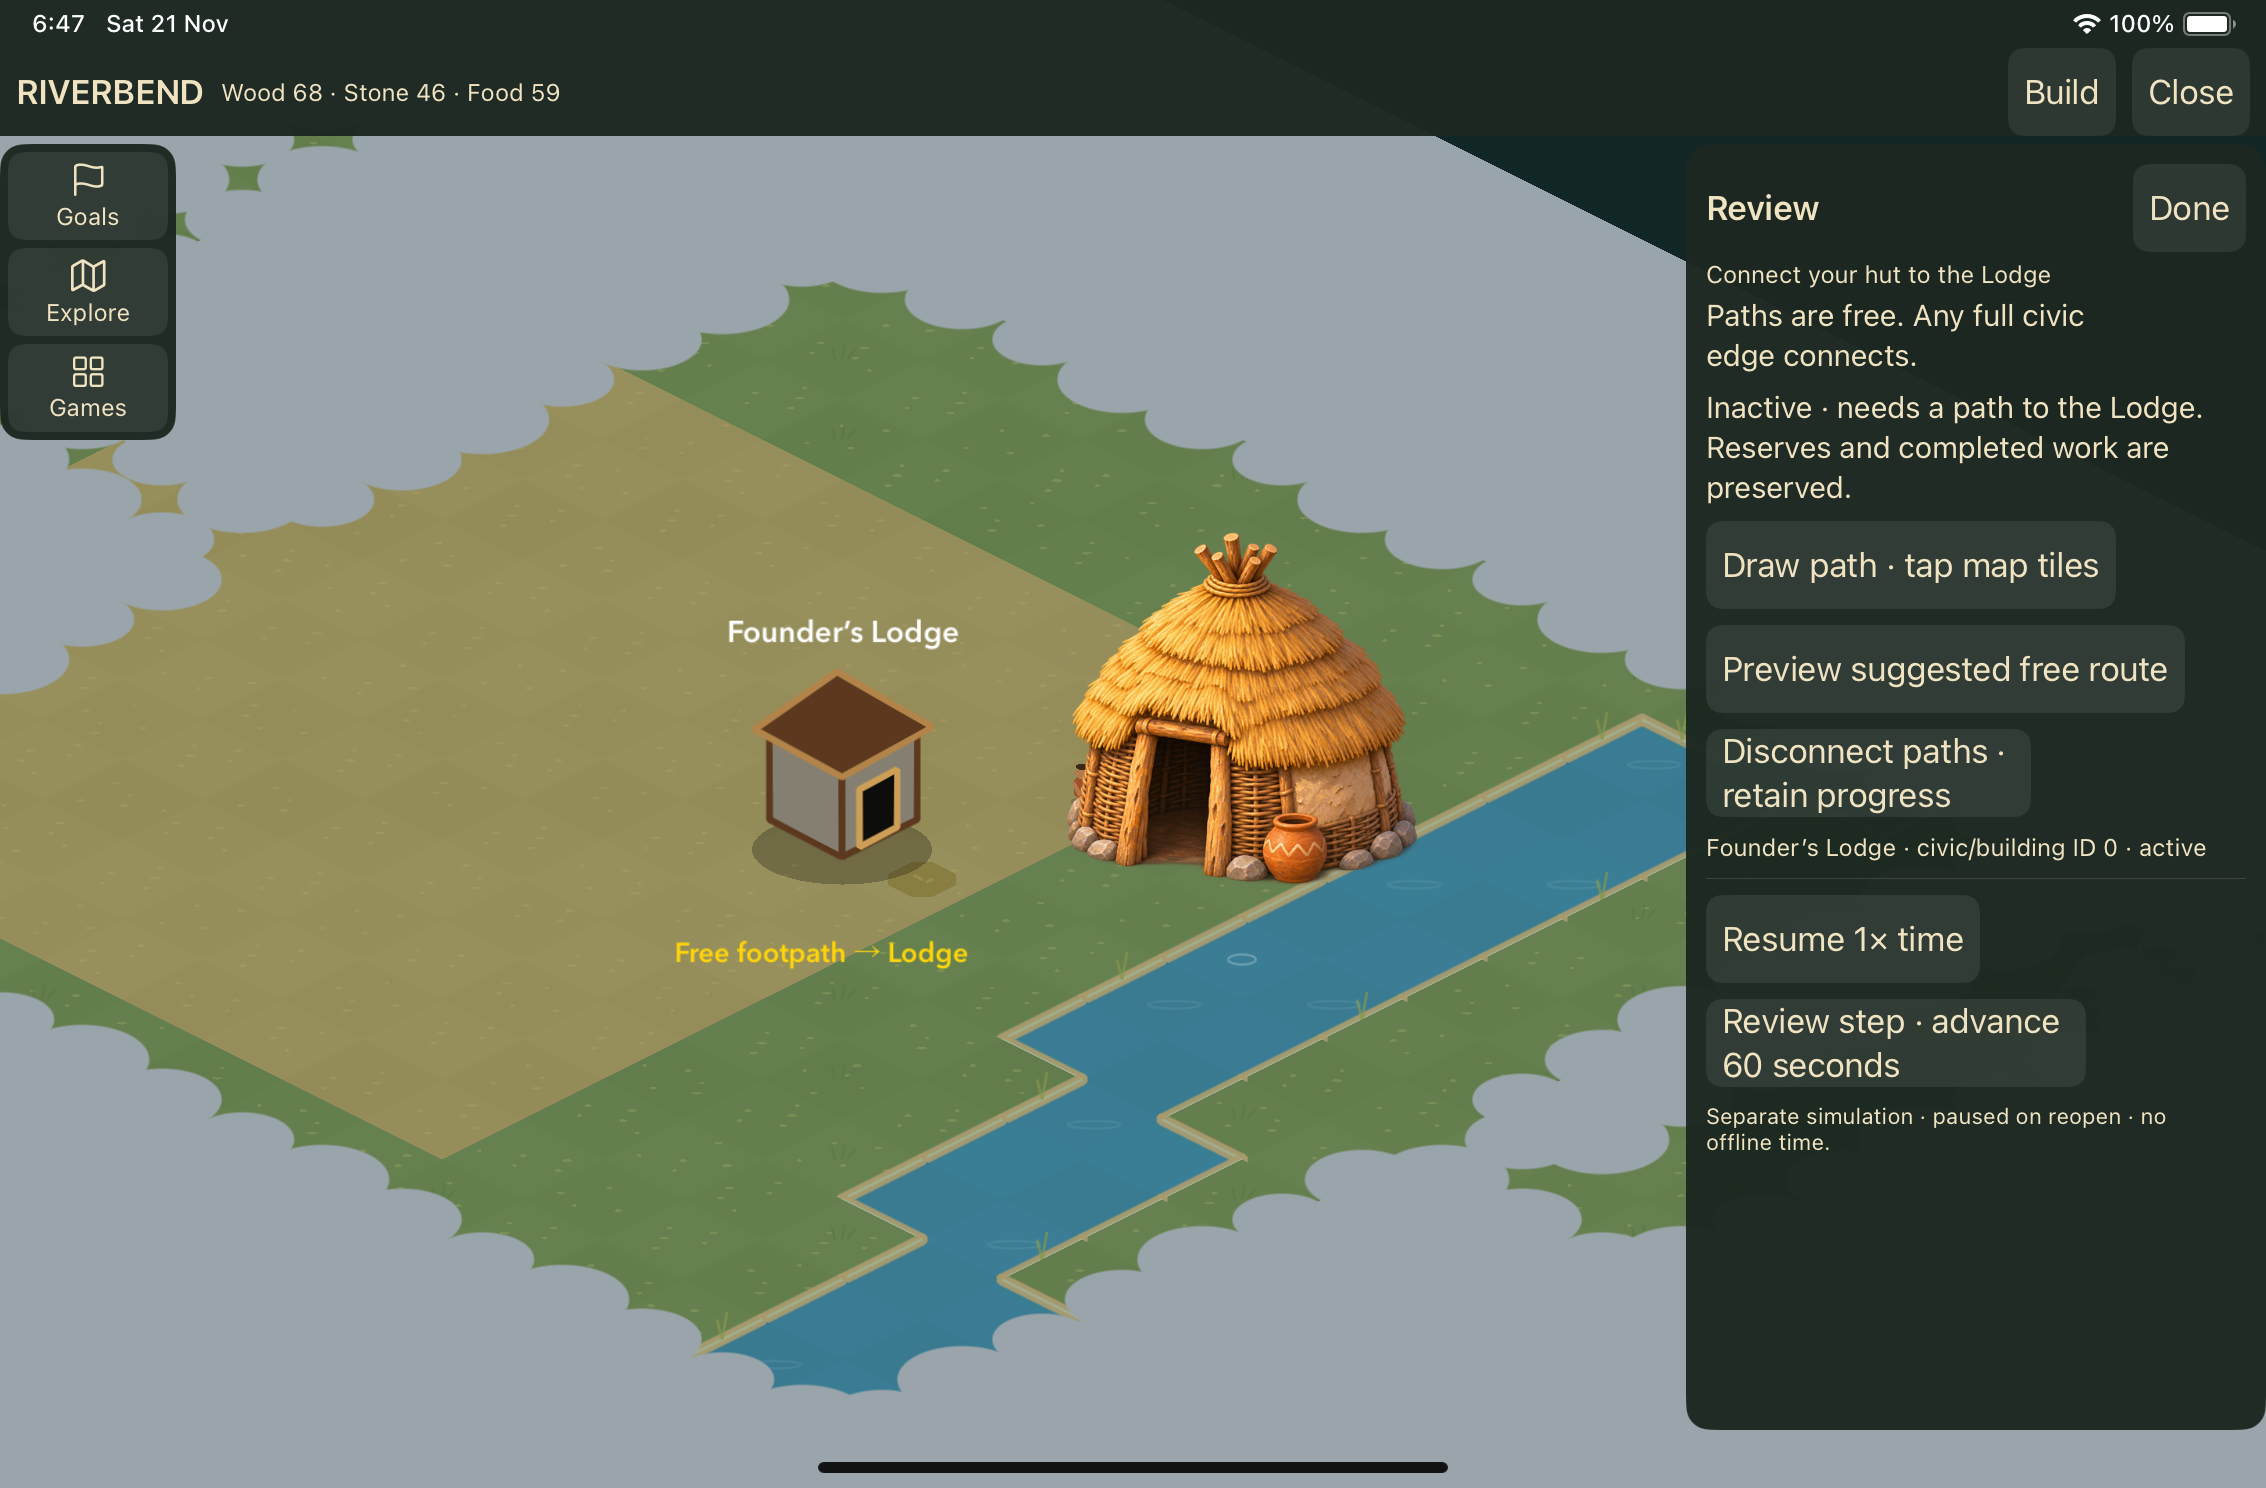 6:47 Sat 21 Nov
100%
RIVERBEND Wood 68 · Stone 46 · Food 59
Build
Close
Goals
Explore
Games
Founder’s Lodge
Free footpath → Lodge
Review
Done
Connect your hut to the Lodge
Paths are free. Any full civic
edge connects.
Inactive · needs a path to the Lodge.
Reserves and completed work are
preserved.
Draw path · tap map tiles
Preview suggested free route
Disconnect paths ·
retain progress
Founder’s Lodge · civic/building ID 0 · active
Resume 1× time
Review step · advance
60 seconds
Separate simulation · paused on reopen · no
offline time.